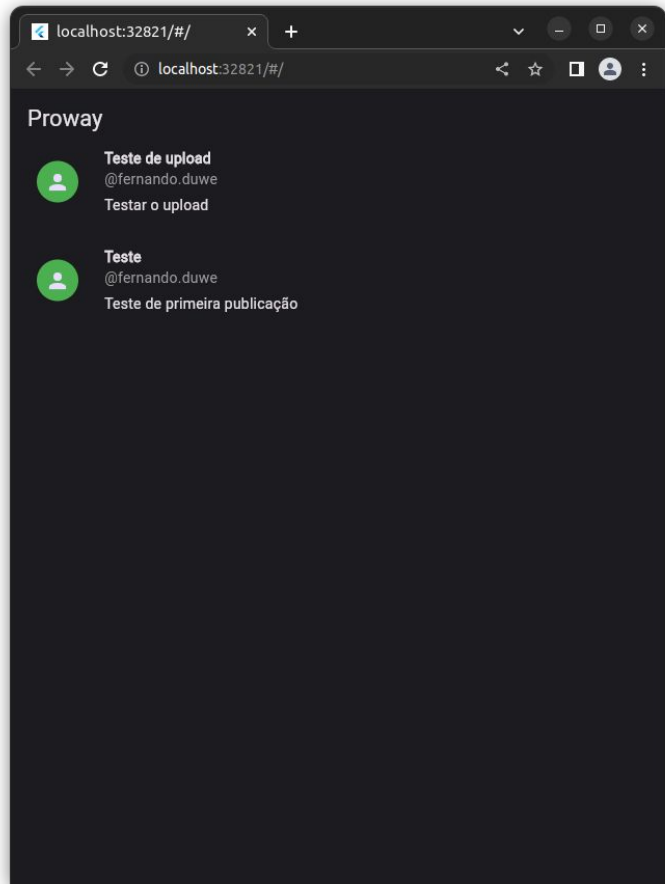 localhost:32821/#/
localhost:32821/#/
Proway
Teste de upload
@fernando.duwe
Testar o upload
Teste
@fernando.duwe
Teste de primeira publicação